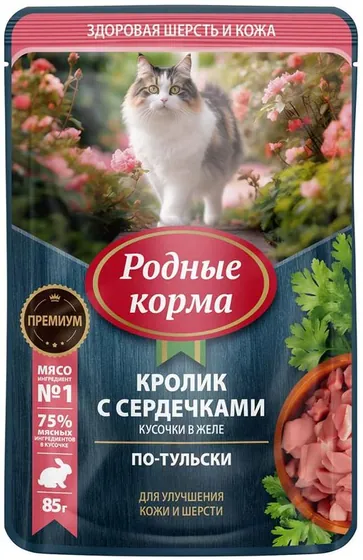 ЗДОРОВАЯ ШЕРСТЬ И КОЖА
Родные
корма
ПРЕМИУМ
МЯСО
ИНГРЕДИЕНТ
№1
75%
МЯСНЫХ
ИНГРЕДИЕНТОВ
В КУСОЧКЕ
85г
КРОЛИК
С СЕРДЕЧКАМИ
КУСОЧКИ В ЖЕЛЕ
ПО-ТУЛЬСКИ
ДЛЯ УЛУЧШЕНИЯ
КОЖИ И ШЕРСТИ